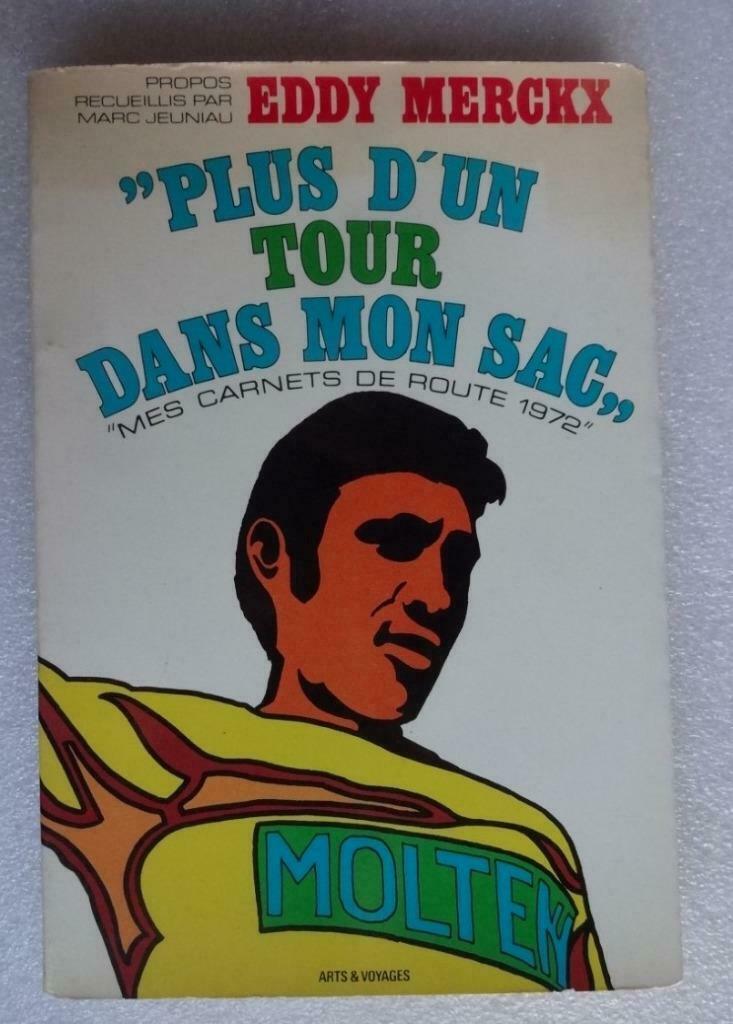 PROPOS
RECUEILLIS PAR
MARC JEUNIAU
EDDY MERCKX
”PLUS D´UN
TOUR
DANS MON SAC„
"MES CARNETS DE ROUTE 1972"
MOLTENI
ARTS & VOYAGES